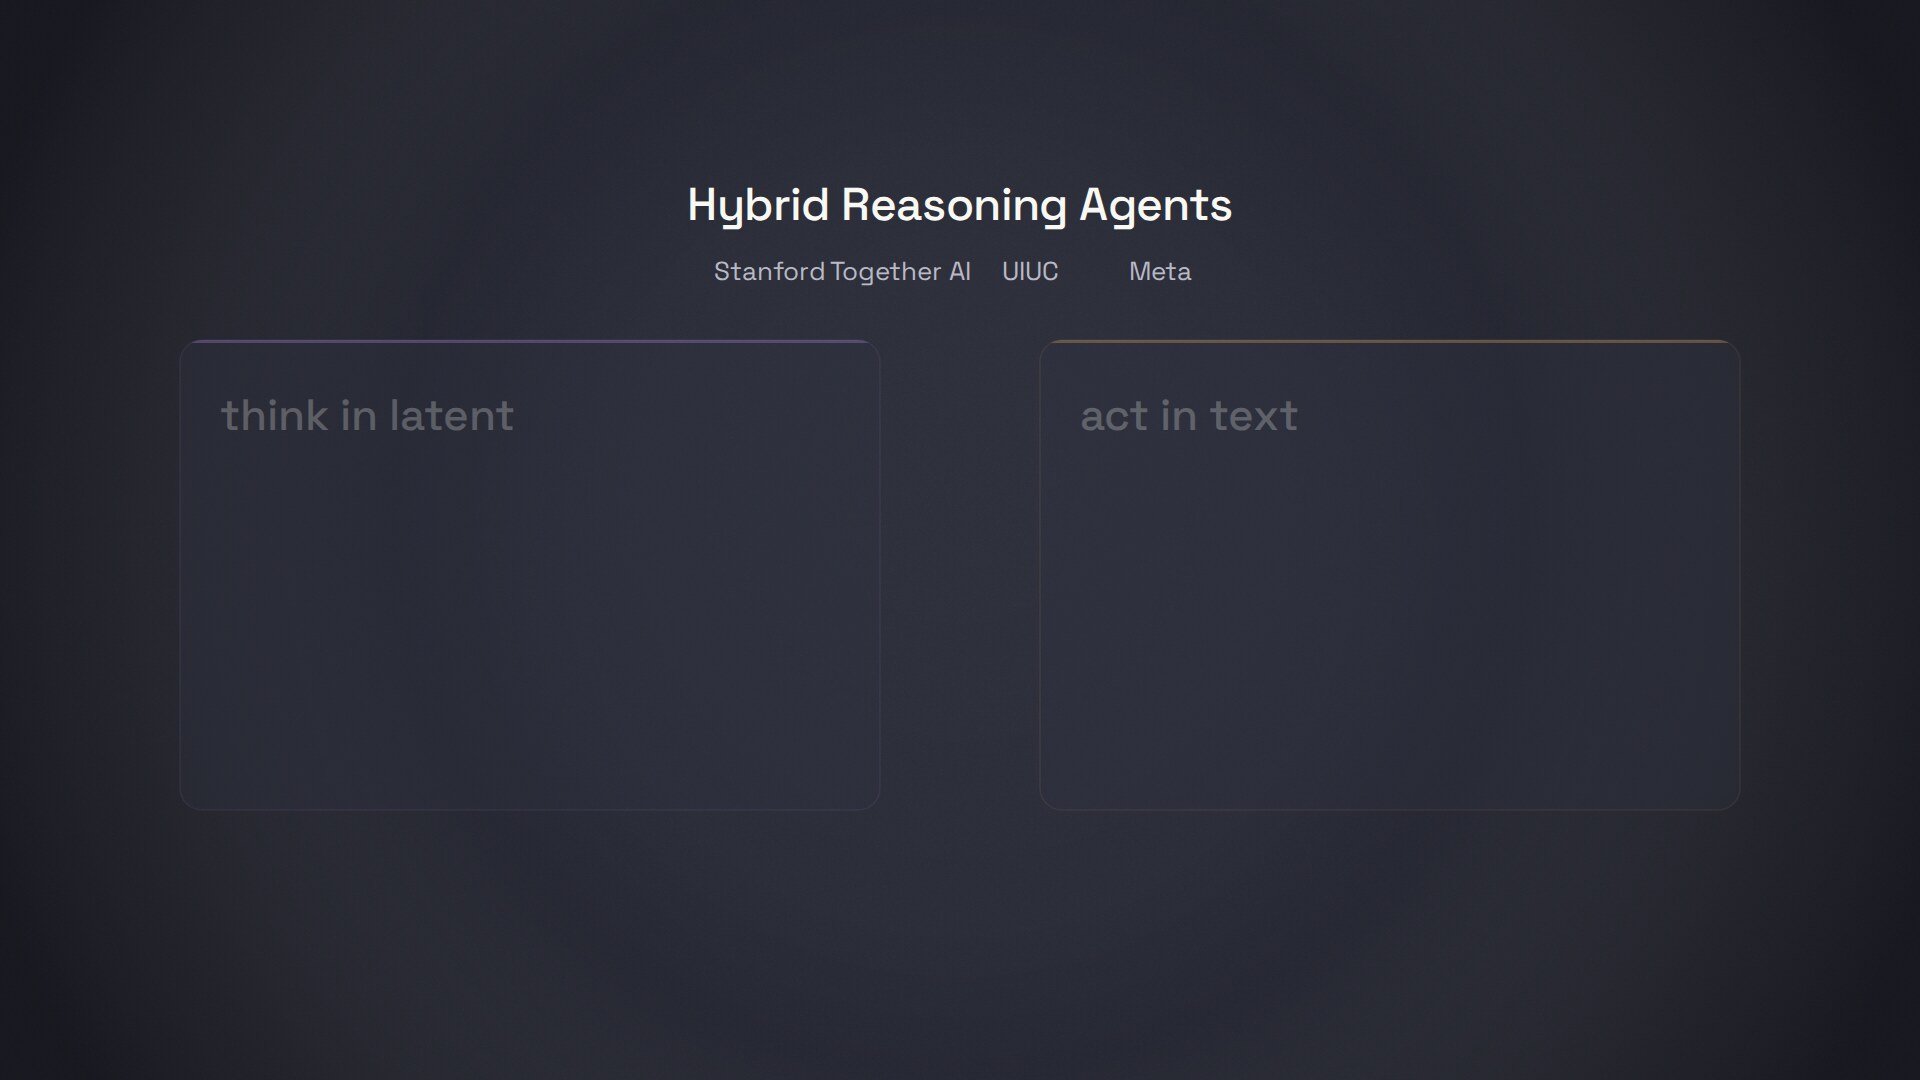 Hybrid Reasoning Agents
Stanford Together AI UIUC Meta
think in latent
act in text